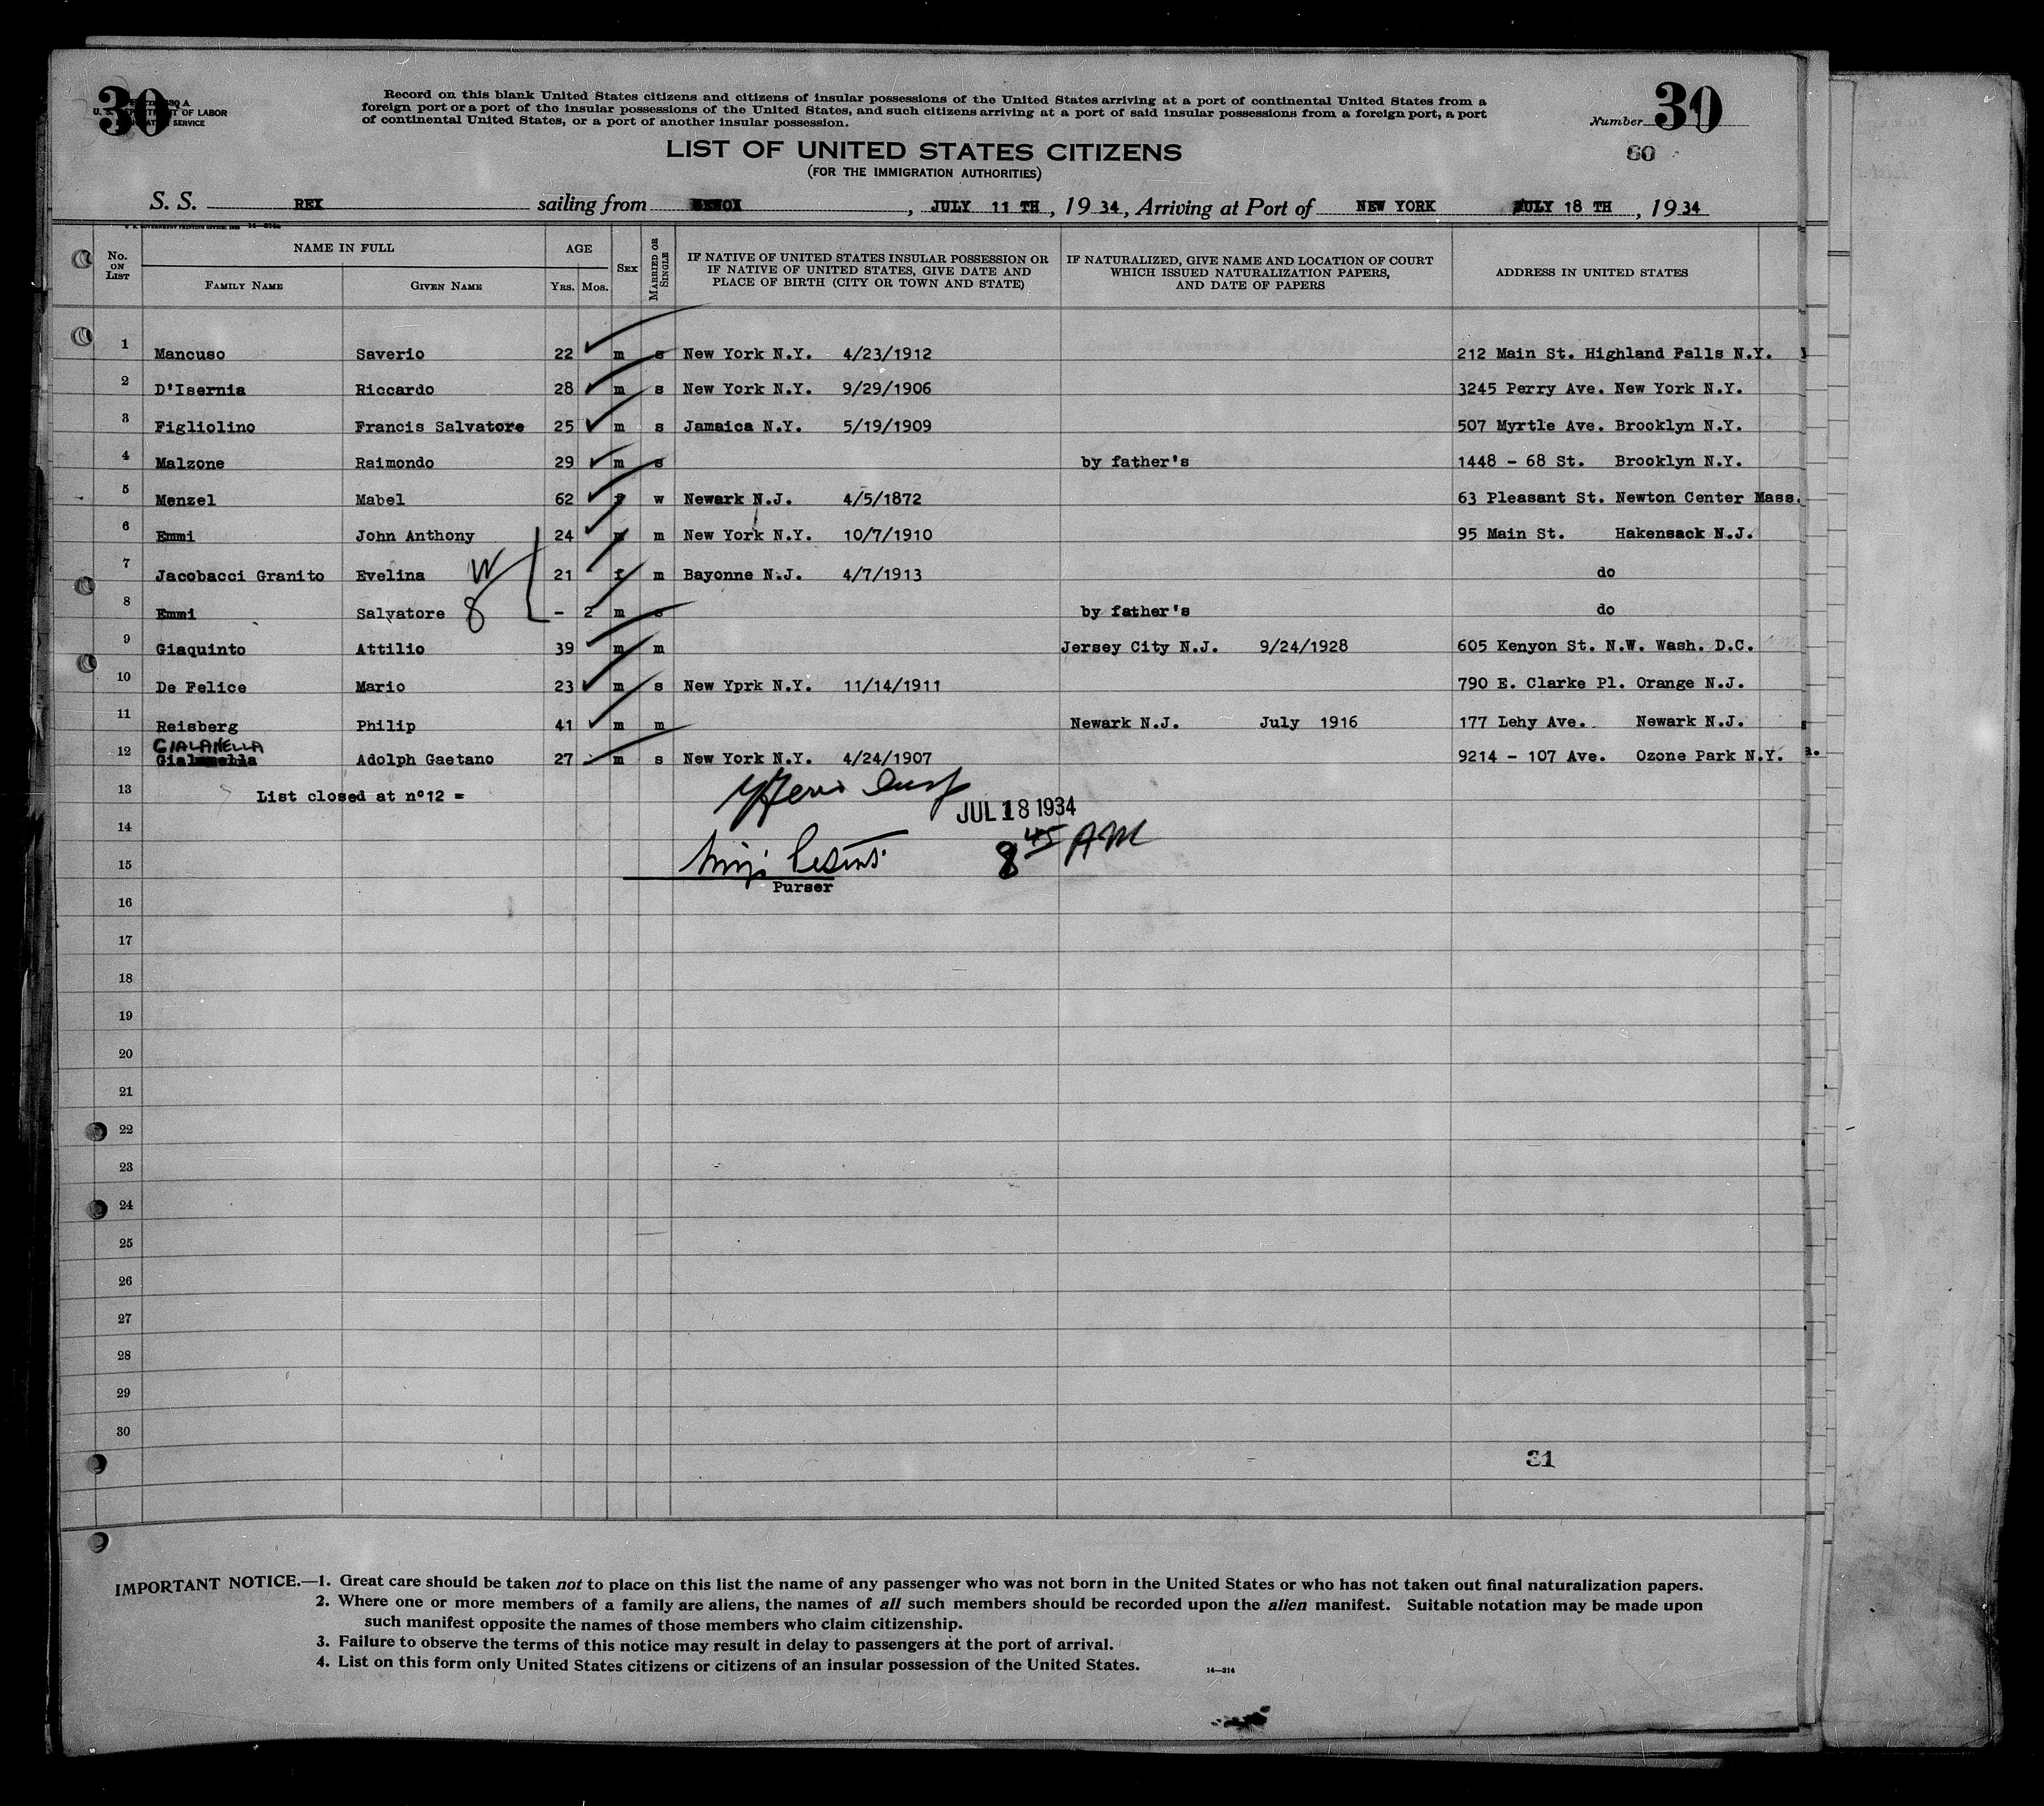 30
U. S. DEPARTMENT OF LABOR
SERVICE
Record on this blank United States citizens and citizens of insular possessions of the United States arriving at a port of continental United States from a
foreign port or a port of the insular possessions of the United States, and such citizens arriving at a port of said insular possessions from a foreign port, a port
of continental United States, or a port of another insular possession.
Number 30
60
LIST OF UNITED STATES CITIZENS
(FOR THE IMMIGRATION AUTHORITIES)
S. S. REX sailing from GENOA, JULY 11 TH, 1934, Arriving at Port of NEW YORK JULY 18 TH, 1934
No. ON LIST
NAME IN FULL
FAMILY NAME
GIVEN NAME
AGE
YRS. MOS.
SEX
MARRIED OR SINGLE
IF NATIVE OF UNITED STATES INSULAR POSSESSION OR
IF NATIVE OF UNITED STATES, GIVE DATE AND
PLACE OF BIRTH (CITY OR TOWN AND STATE)
IF NATURALIZED, GIVE NAME AND LOCATION OF COURT
WHICH ISSUED NATURALIZATION PAPERS,
AND DATE OF PAPERS
ADDRESS IN UNITED STATES
1 Mancuso Saverio 22 m s New York N.Y. 4/23/1912 212 Main St. Highland Falls N.Y.
2 D'Isernia Riccardo 28 m s New York N.Y. 9/29/1906 3245 Perry Ave. New York N.Y.
3 Figliolino Francis Salvatore 25 m s Jamaica N.Y. 5/19/1909 507 Myrtle Ave. Brooklyn N.Y.
4 Malzone Raimondo 29 m s by father's 1448 - 68 St. Brooklyn N.Y.
5 Menzel Mabel 62 f w Newark N.J. 4/5/1872 63 Pleasant St. Newton Center Mass.
6 Emmi John Anthony 24 m m New York N.Y. 10/7/1910 95 Main St. Hakensack N.J.
7 Jacobacci Granito Evelina W 21 f m Bayonne N.J. 4/7/1913 do
8 Emmi Salvatore 8 - 2 m s by father's do
9 Giaquinto Attilio 39 m m Jersey City N.J. 9/24/1928 605 Kenyon St. N.W. Wash. D.C.
10 De Felice Mario 23 m s New Yprk N.Y. 11/14/1911 790 E. Clarke Pl. Orange N.J.
11 Reisberg Philip 41 m m Newark N.J. July 1916 177 Lehy Ave. Newark N.J.
CIALANELLA
12 Adolph Gaetano 27 m s New York N.Y. 4/24/1907 9214 - 107 Ave. Ozone Park N.Y.
13 List closed at n°12 =
JUL 18 1934
14
8 45 AM
15
Purser
16
17
18
19
20
21
22
23
24
25
26
27
28
29
30
31
IMPORTANT NOTICE.—1. Great care should be taken not to place on this list the name of any passenger who was not born in the United States or who has not taken out final naturalization papers.
2. Where one or more members of a family are aliens, the names of all such members should be recorded upon the alien manifest. Suitable notation may be made upon
such manifest opposite the names of those members who claim citizenship.
3. Failure to observe the terms of this notice may result in delay to passengers at the port of arrival.
4. List on this form only United States citizens or citizens of an insular possession of the United States.
14—314